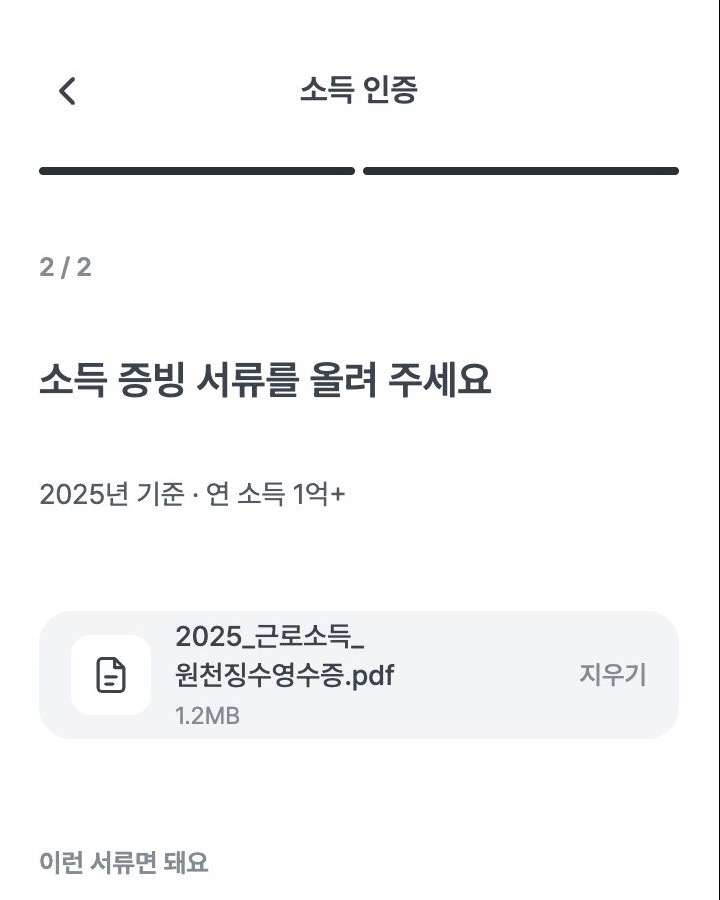 소득 인증
2 / 2
소득 증빙 서류를 올려 주세요
2025년 기준 · 연 소득 1억+
2025_근로소득_
원천징수영수증.pdf
지우기
1.2MB
이런 서류면 돼요